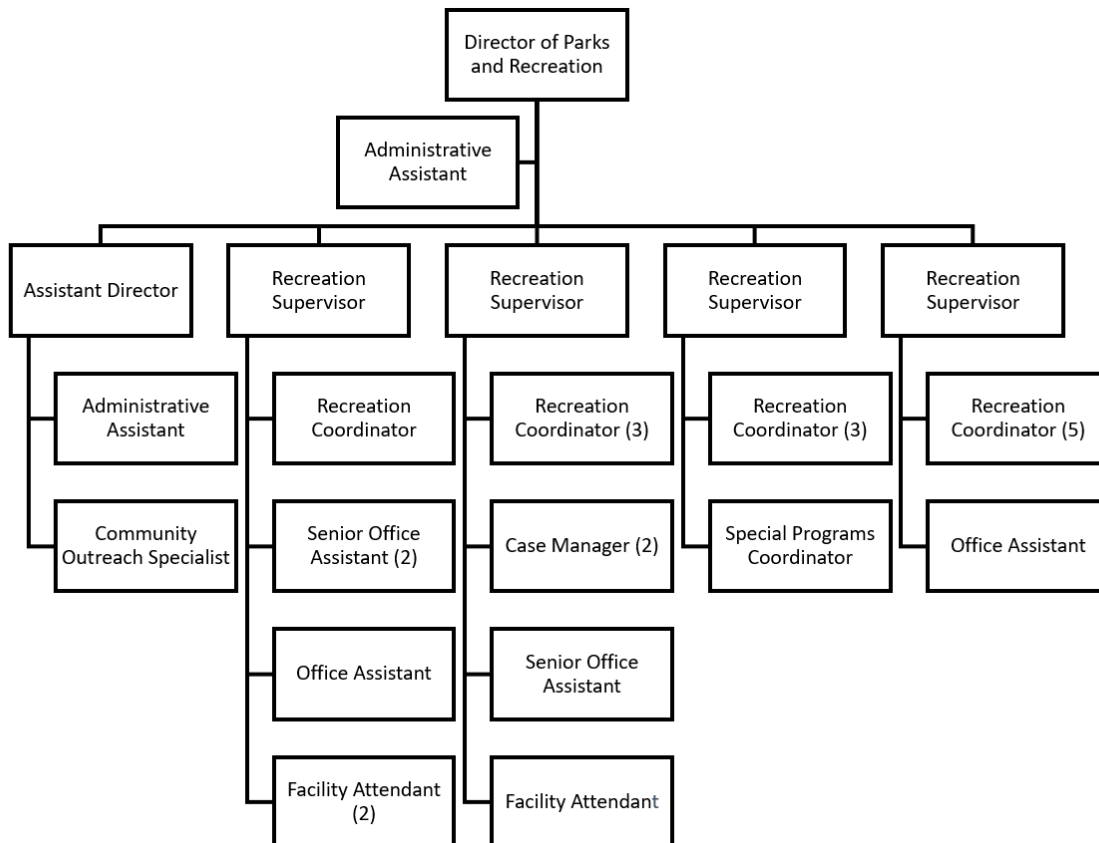 Director of Parks
and Recreation
Administrative
Assistant
Assistant Director
Recreation
Supervisor
Recreation
Supervisor
Recreation
Supervisor
Recreation
Supervisor
Administrative
Assistant
Community
Outreach Specialist
Recreation
Coordinator
Senior Office
Assistant (2)
Office Assistant
Facility Attendant
(2)
Recreation
Coordinator (3)
Case Manager (2)
Senior Office
Assistant
Facility Attendant
Recreation
Coordinator (3)
Special Programs
Coordinator
Recreation
Coordinator (5)
Office Assistant